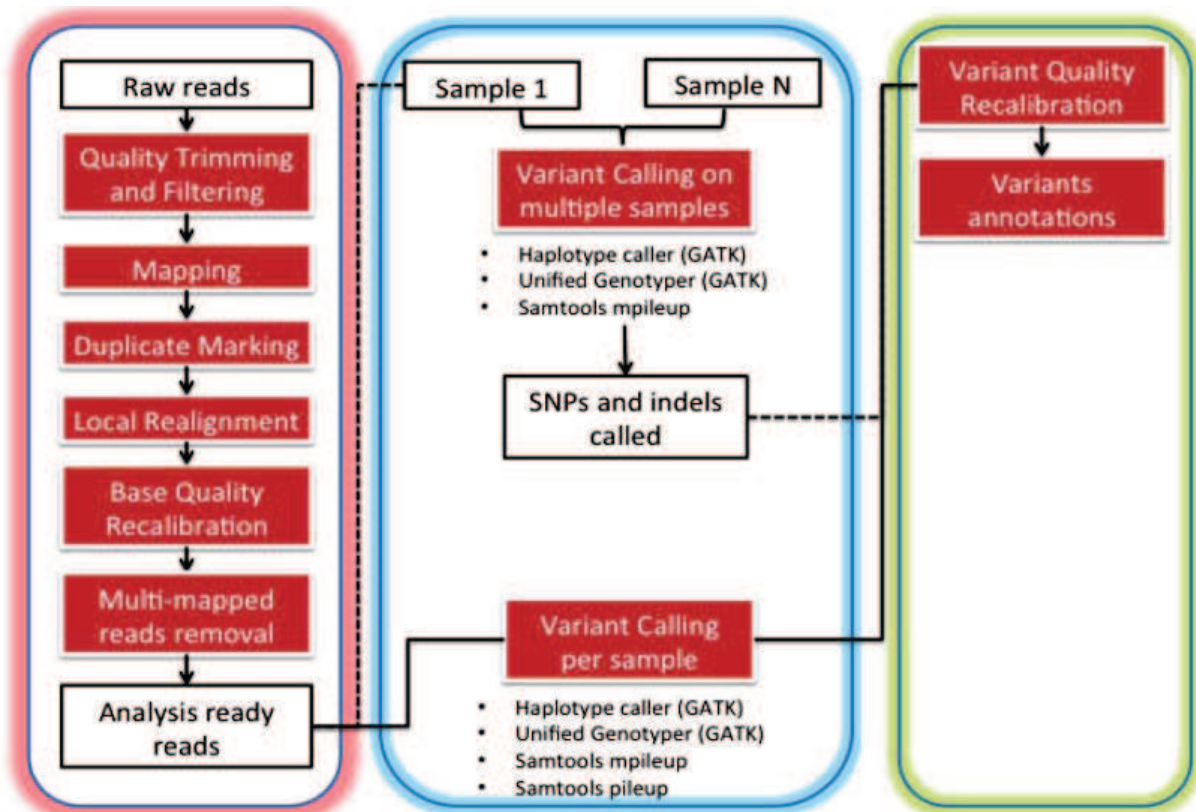 Raw reads
Quality Trimming
and Filtering
Mapping
Duplicate Marking
Local Realignment
Base Quality
Recalibration
Multi-mapped
reads removal
Analysis ready
reads
Sample 1
Sample N
Variant Calling on
multiple samples
• Haplotype caller (GATK)
• Unified Genotyper (GATK)
• Samtools mpileup
SNPs and indels
called
Variant Calling
per sample
• Haplotype caller (GATK)
• Unified Genotyper (GATK)
• Samtools mpileup
• Samtools pileup
Variant Quality
Recalibration
Variants
annotations